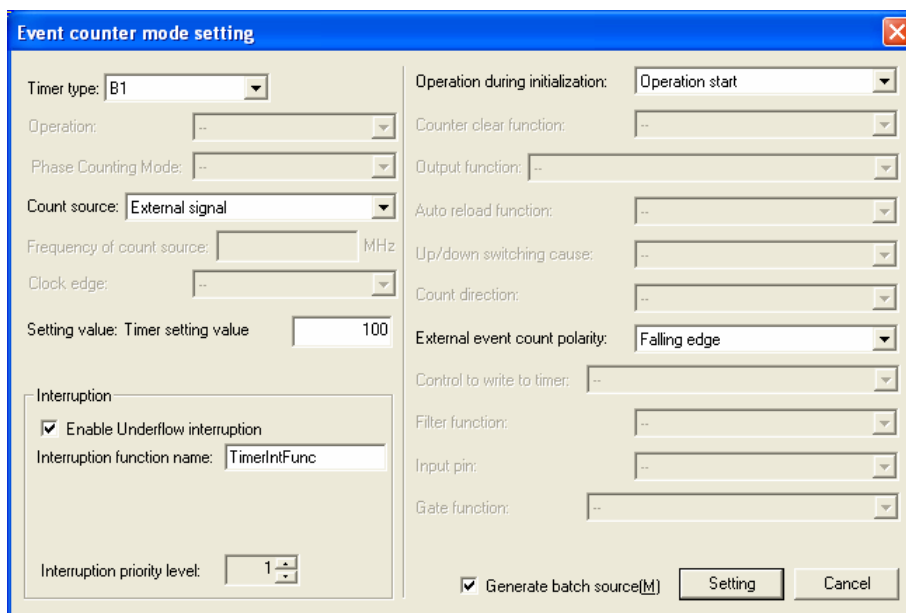 Event counter mode setting
Timer type: B1
Operation: --
Phase Counting Mode: --
Count source: External signal
Frequency of count source: MHz
Clock edge: --
Setting value: Timer setting value 100
Interruption
Enable Underflow interruption
Interruption function name: TimerIntFunc
Interruption priority level: 1
Operation during initialization: Operation start
Counter clear function: --
Output function: --
Auto reload function: --
Up/down switching cause: --
Count direction: --
External event count polarity: Falling edge
Control to write to timer: --
Filter function: --
Input pin: --
Gate function: --
Generate batch source(M) Setting Cancel